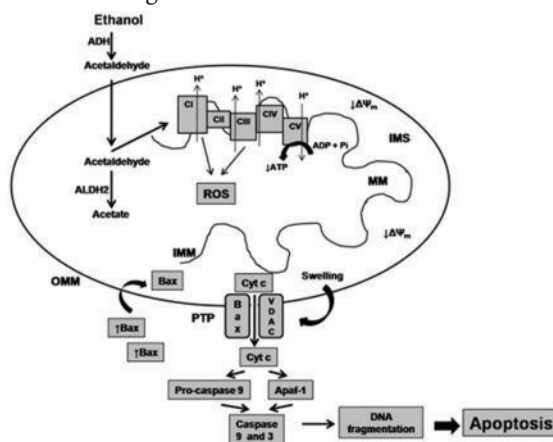 Ethanol
ADH
Acetaldehyde
H⁺
H⁺
H⁺
H⁺
CI
CII
CIII
CIV
CV
↓ΔΨm
IMS
ADP + Pi
↓ATP
MM
Acetaldehyde
ROS
ALDH2
Acetate
↓ΔΨm
IMM
OMM
Bax
Cyt c
Swelling
PTP
Bax
VDAC
↑Bax
↑Bax
Cyt c
Pro-caspase 9
Apaf-1
Caspase
9 and 3
DNA
fragmentation
Apoptosis